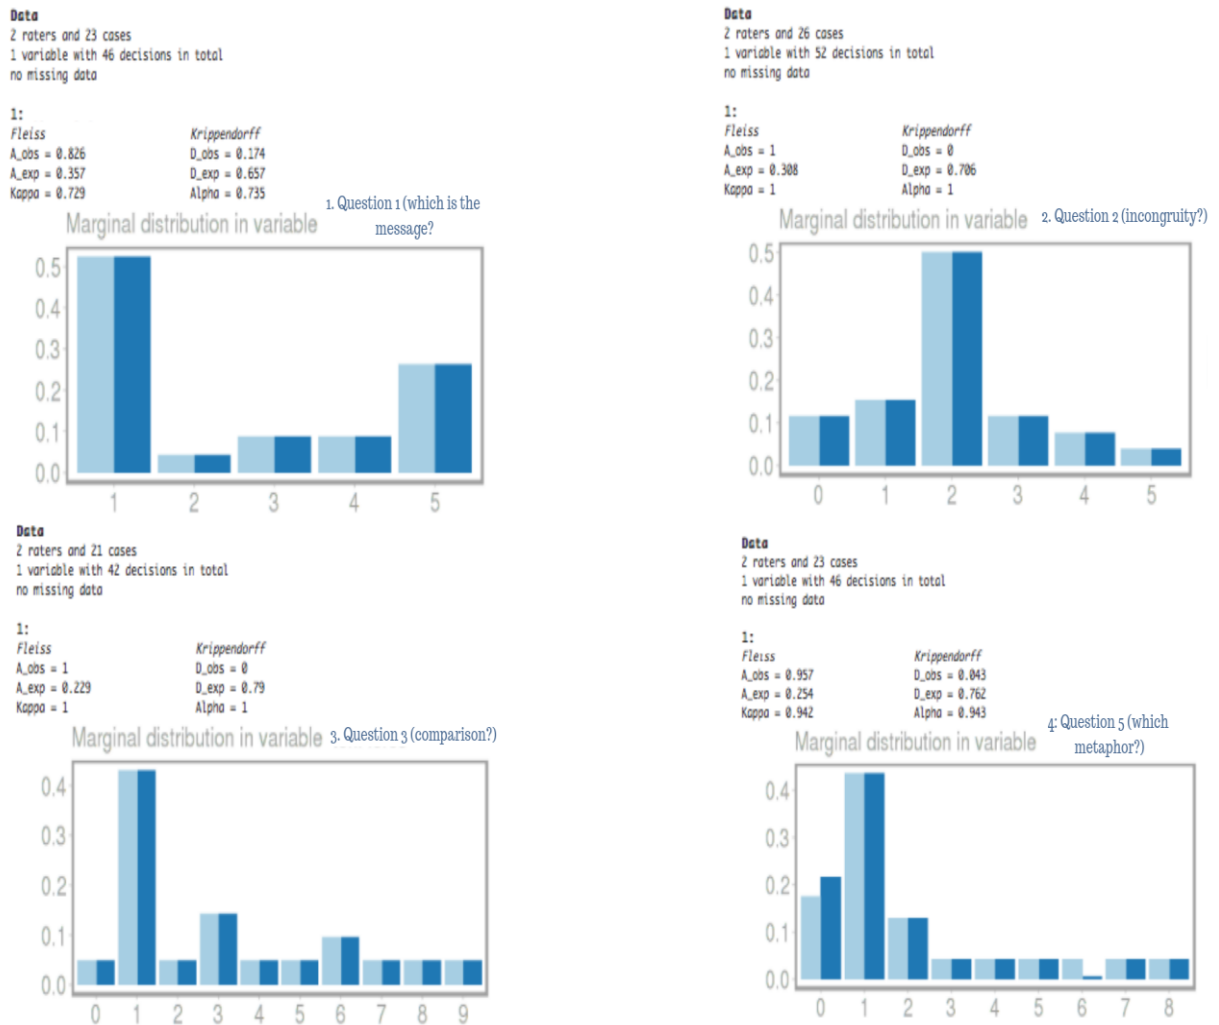 Data
2 raters and 23 cases
1 variable with 46 decisions in total
no missing data
1:
Fleiss Krippendorff
A_obs = 0.826 D_obs = 0.174
A_exp = 0.357 D_exp = 0.657
Kappa = 0.729 Alpha = 0.735
1. Question 1 (which is the
message?
Marginal distribution in variable
0.5
0.4
0.3
0.2
0.1
0.0
1 2 3 4 5
Data
2 raters and 26 cases
1 variable with 52 decisions in total
no missing data
1:
Fleiss Krippendorff
A_obs = 1 D_obs = 0
A_exp = 0.308 D_exp = 0.706
Kappa = 1 Alpha = 1
Marginal distribution in variable 2. Question 2 (incongruity?)
0.5
0.4
0.3
0.2
0.1
0.0
0 1 2 3 4 5
Data
2 raters and 21 cases
1 variable with 42 decisions in total
no missing data
1:
Fleiss Krippendorff
A_obs = 1 D_obs = 0
A_exp = 0.229 D_exp = 0.79
Kappa = 1 Alpha = 1
Marginal distribution in variable 3. Question 3 (comparison?)
0.4
0.3
0.2
0.1
0.0
0 1 2 3 4 5 6 7 8 9
Data
2 raters and 23 cases
1 variable with 46 decisions in total
no missing data
1:
Fleiss Krippendorff
A_obs = 0.957 D_obs = 0.043
A_exp = 0.254 D_exp = 0.762
Kappa = 0.942 Alpha = 0.943
4: Question 5 (which
metaphor?)
Marginal distribution in variable
0.4
0.3
0.2
0.1
0.0
0 1 2 3 4 5 6 7 8